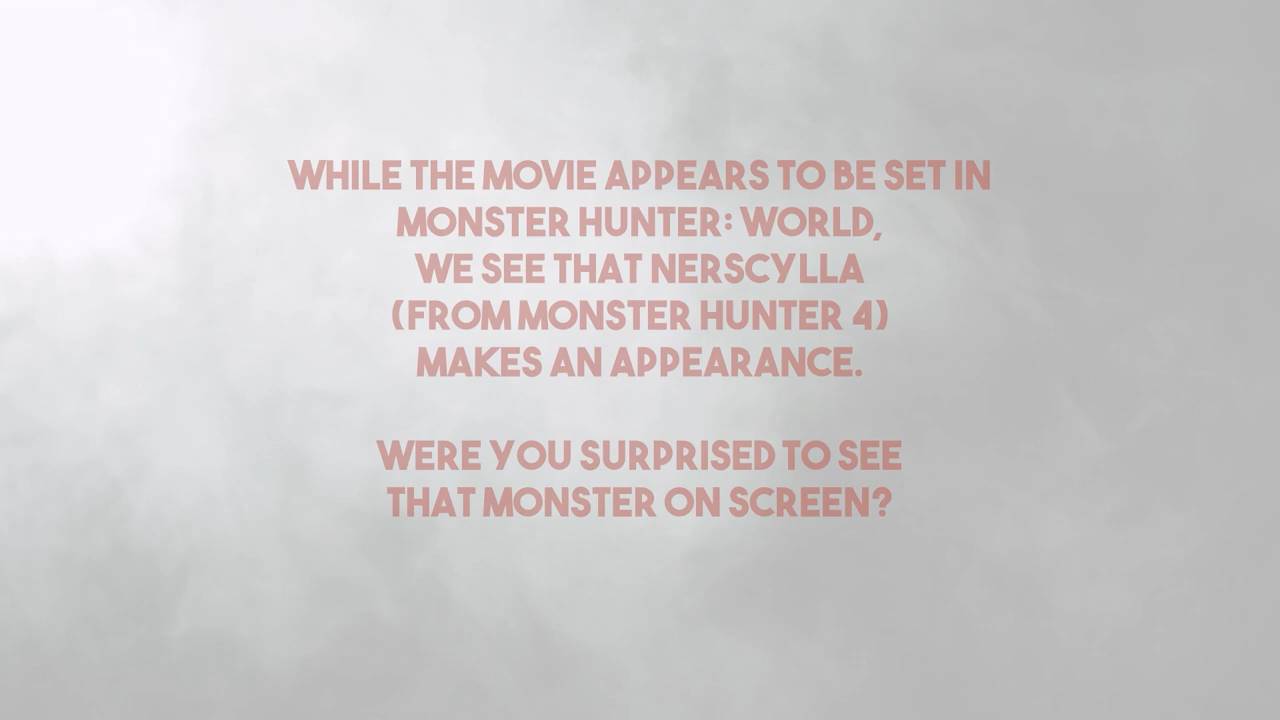 WHILE THE MOVIE APPEARS TO BE SET IN
MONSTER HUNTER: WORLD,
WE SEE THAT NERSCYLLA
(FROM MONSTER HUNTER 4)
MAKES AN APPEARANCE.
WERE YOU SURPRISED TO SEE
THAT MONSTER ON SCREEN?